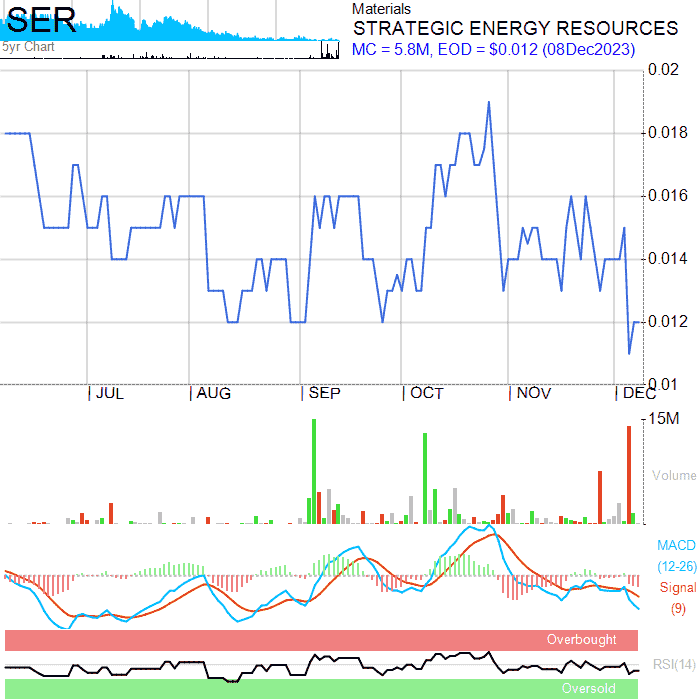 SER
5yr Chart
Materials
STRATEGIC ENERGY RESOURCES
MC = 5.8M, EOD = $0.012 (08Dec2023)
0.02
0.018
0.016
0.014
0.012
0.01
JUL AUG SEP OCT NOV DEC
15M
Volume
MACD
(12-26)
Signal
(9)
Overbought
RSI(14)
Oversold